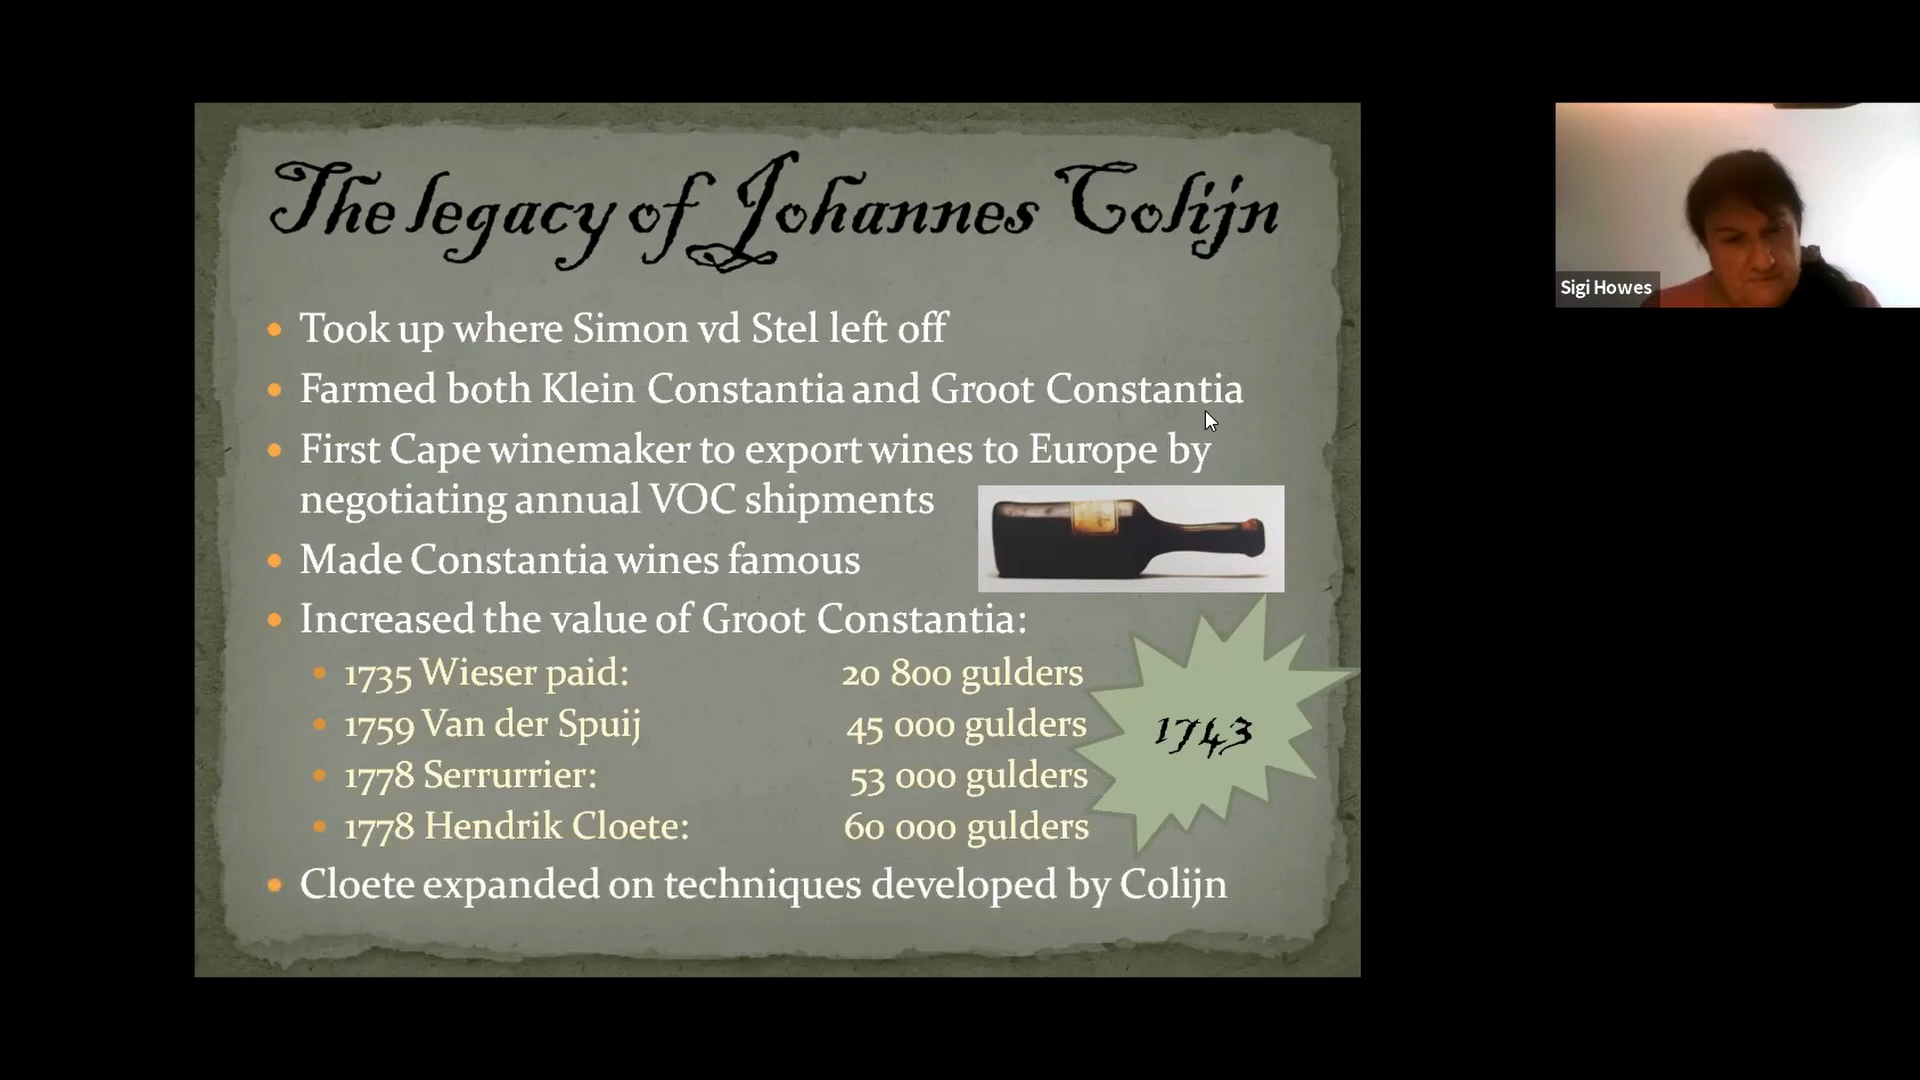 The legacy of Johannes Colijn
Took up where Simon vd Stel left off
Farmed both Klein Constantia and Groot Constantia
First Cape winemaker to export wines to Europe by
negotiating annual VOC shipments
Made Constantia wines famous
Increased the value of Groot Constantia:
1735 Wieser paid: 20 800 gulders
1759 Van der Spuij 45 000 gulders
1778 Serrurrier: 53 000 gulders
1778 Hendrik Cloete: 60 000 gulders
1743
Cloete expanded on techniques developed by Colijn
Sigi Howes